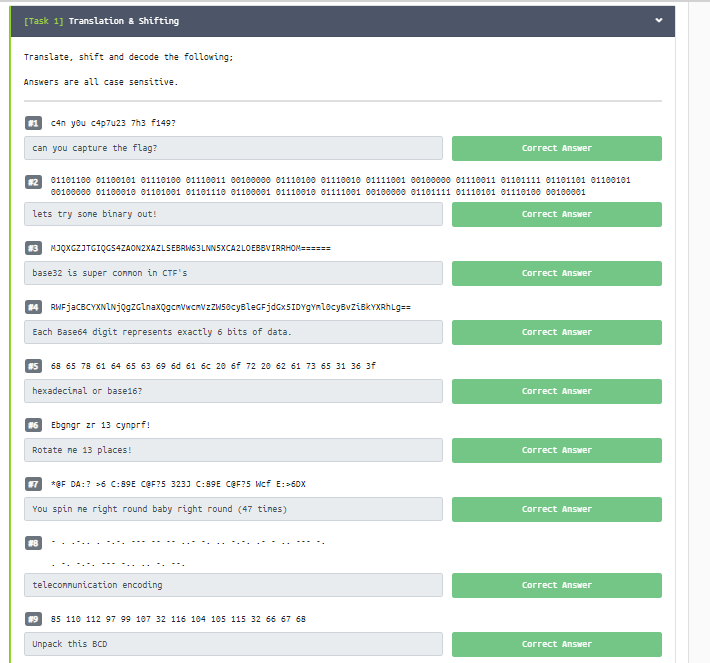 [Task 1] Translation & Shifting
Translate, shift and decode the following;
Answers are all case sensitive.
#1 c4n y0u c4p7u23 7h3 f149?
can you capture the flag? Correct Answer
#2 01101100 01100101 01110100 01110011 00100000 01110100 01110010 01111001 00100000 01110011 01101111 01101101 01100101
00100000 01100010 01101001 01101110 01100001 01110010 01111001 00100000 01101111 01110101 01110100 00100001
lets try some binary out! Correct Answer
#3 MJQXGZJTGIQGS4ZAON2XAZLSEBRW63LNN5XCA2LOEBBVIRRHOM======
base32 is super common in CTF's Correct Answer
#4 RWFjaCBCYXNlNjQgZGlnaXQgcmVwcmVzZW50cyBleGFjdGx5IDYgYml0cyBvZiBkYXRhLg==
Each Base64 digit represents exactly 6 bits of data. Correct Answer
#5 68 65 78 61 64 65 63 69 6d 61 6c 20 6f 72 20 62 61 73 65 31 36 3f
hexadecimal or base16? Correct Answer
#6 Ebgngr zr 13 cynprf!
Rotate me 13 places! Correct Answer
#7 *@F DA:? >6 C:89E C@F?5 323J C:89E C@F?5 Wcf E:>6DX
You spin me right round baby right round (47 times) Correct Answer
#8 - . .-.. . -.-. --- -- -- ..- -. .. -.-. .- - .. --- -.
. -. -.-. --- -.. .. -. --.
telecommunication encoding Correct Answer
#9 85 110 112 97 99 107 32 116 104 105 115 32 66 67 68
Unpack this BCD Correct Answer